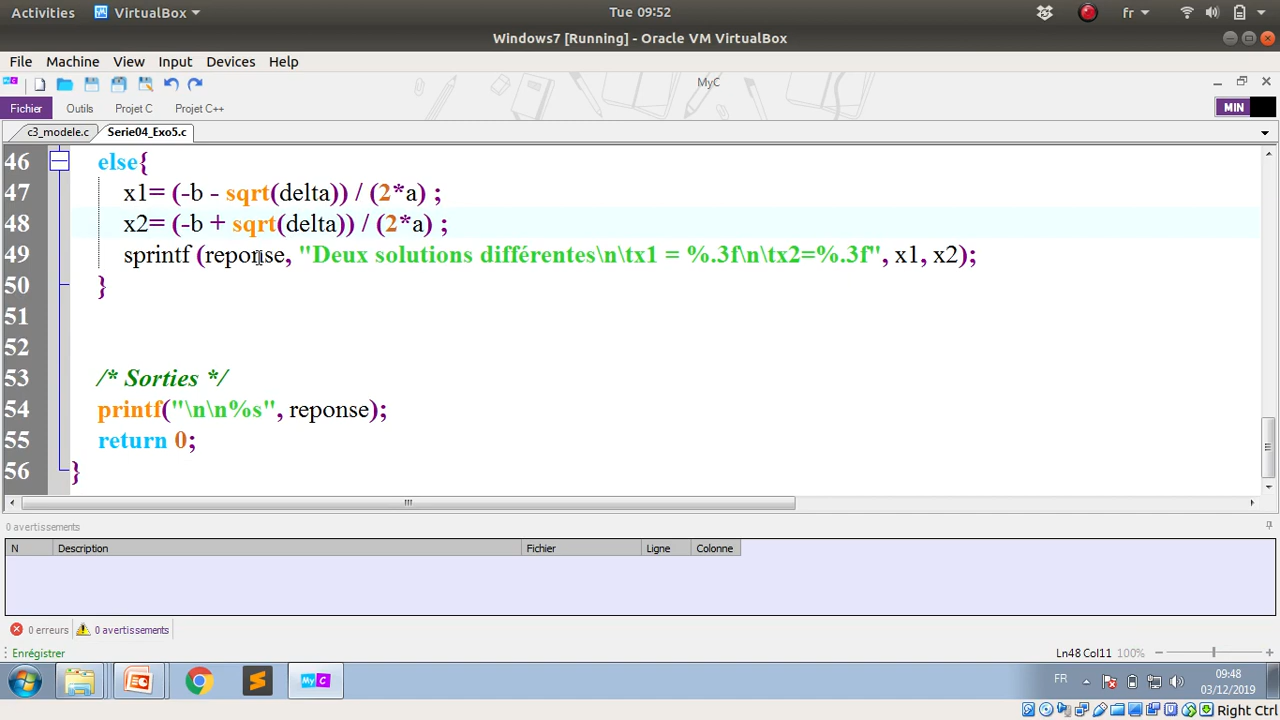 Activities VirtualBox Tue 09:52 fr
Windows7 [Running] - Oracle VM VirtualBox
File Machine View Input Devices Help
MyC
Fichier Outils Projet C Projet C++ MIN
c3_modele.c Serie04_Exo5.c
46 else{
47 x1= (-b - sqrt(delta)) / (2*a) ;
48 x2= (-b + sqrt(delta)) / (2*a) ;
49 sprintf (reponse, "Deux solutions différentes\n\tx1 = %.3f\n\tx2=%.3f", x1, x2);
50 }
51
52
53 /* Sorties */
54 printf("\n\n%s", reponse);
55 return 0;
56 }
0 avertissements
N Description Fichier Ligne Colonne
0 erreurs 0 avertissements
Enrégistrer Ln48 Col11 100%
MyC FR 09:48
03/12/2019
Right Ctrl